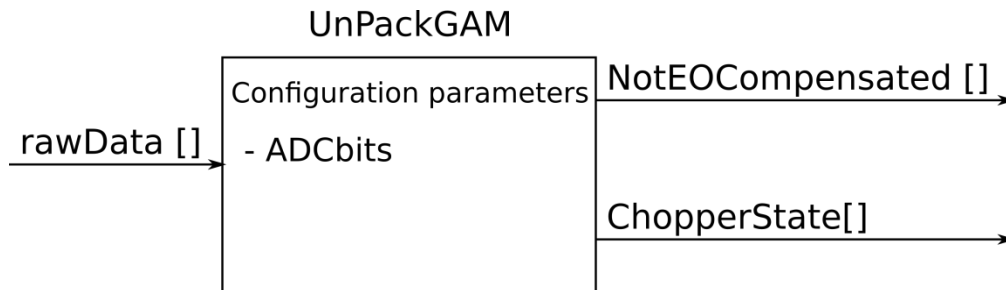 UnPackGAM
Configuration parameters
NotEOCompensated []
rawData []
- ADCbits
ChopperState[]